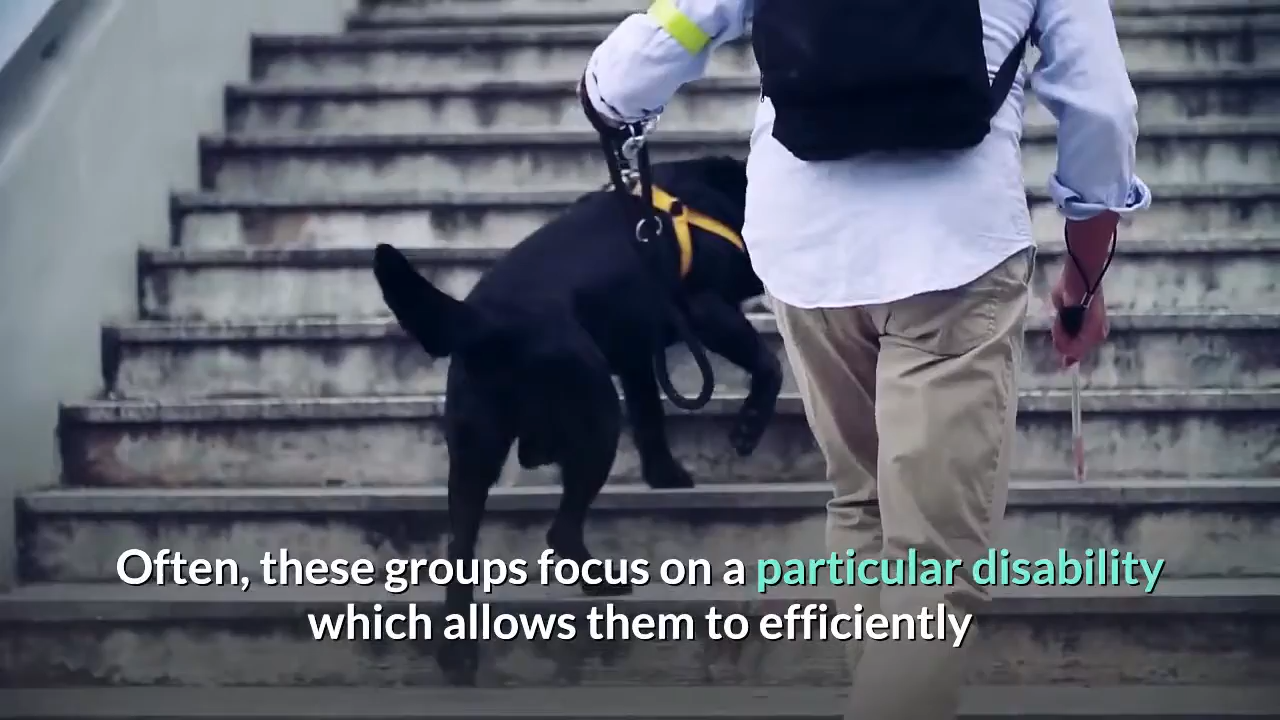 Often, these groups focus on a particular disability
which allows them to efficiently